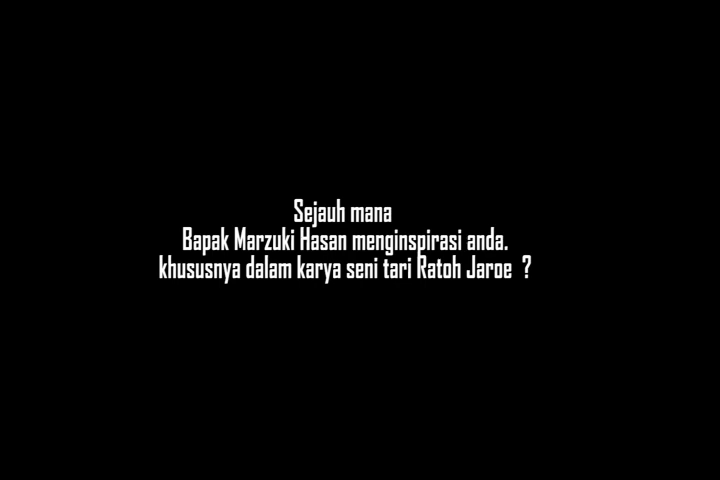 Sejauh mana
Bapak Marzuki Hasan menginspirasi anda.
khususnya dalam karya seni tari Ratoh Jaroe ?